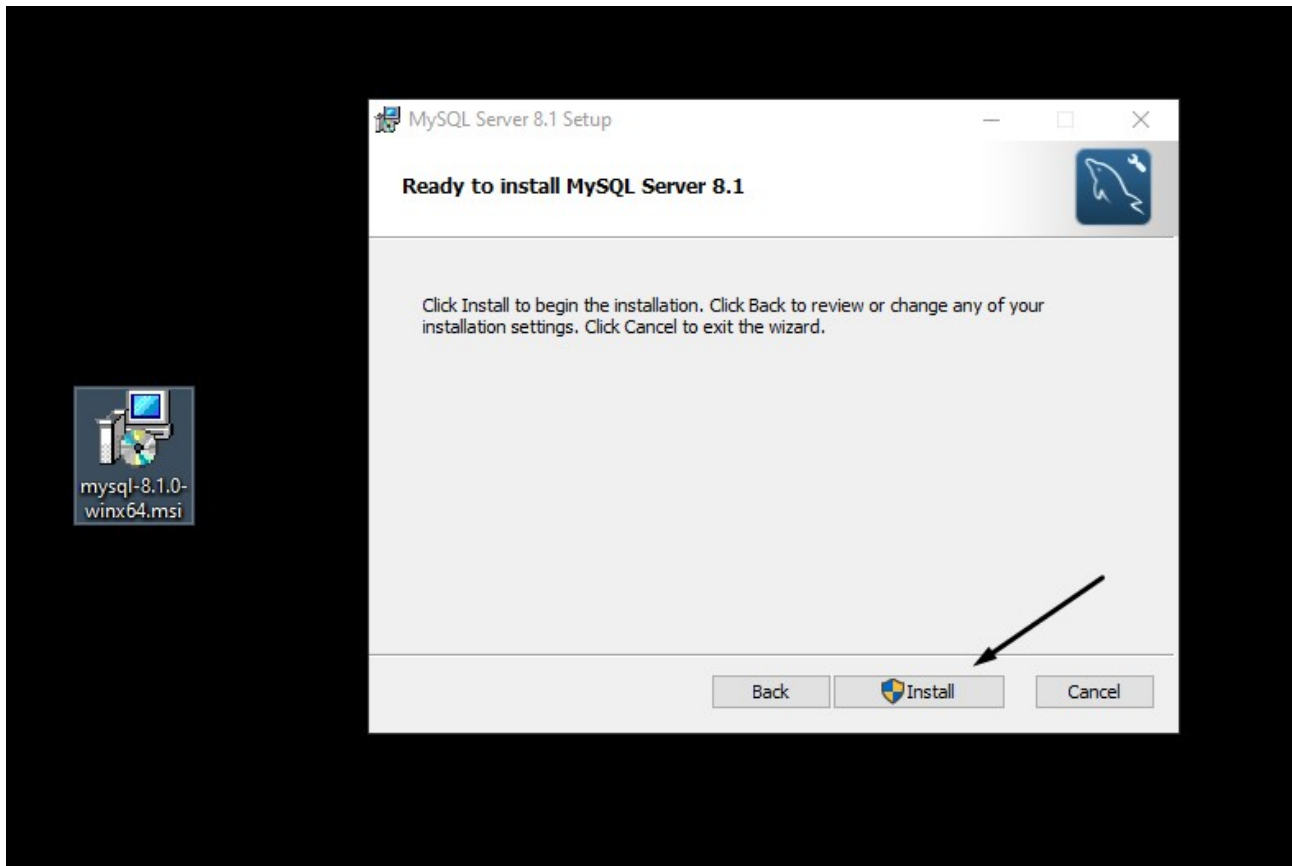 MySQL Server 8.1 Setup
Ready to install MySQL Server 8.1
Click Install to begin the installation. Click Back to review or change any of your
installation settings. Click Cancel to exit the wizard.
mysql-8.1.0-
winx64.msi
Back
Install
Cancel